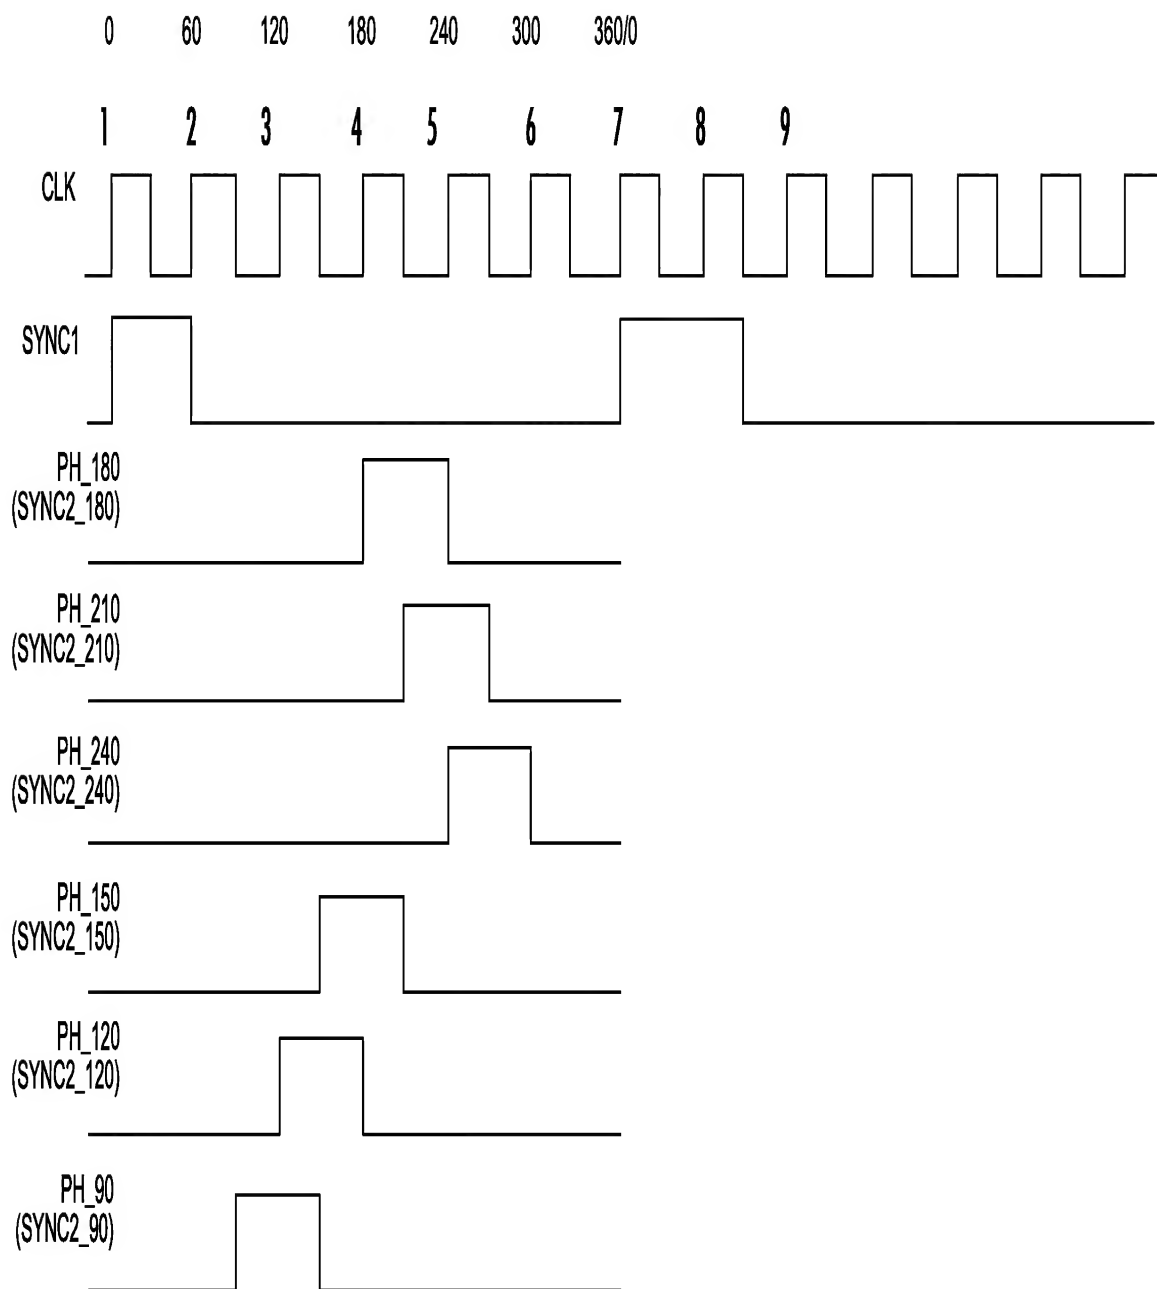 0 60 120 180 240 300 360/0
1 2 3 4 5 6 7 8 9
CLK
SYNC1
PH_180
(SYNC2_180)
PH_210
(SYNC2_210)
PH_240
(SYNC2_240)
PH_150
(SYNC2_150)
PH_120
(SYNC2_120)
PH_90
(SYNC2_90)